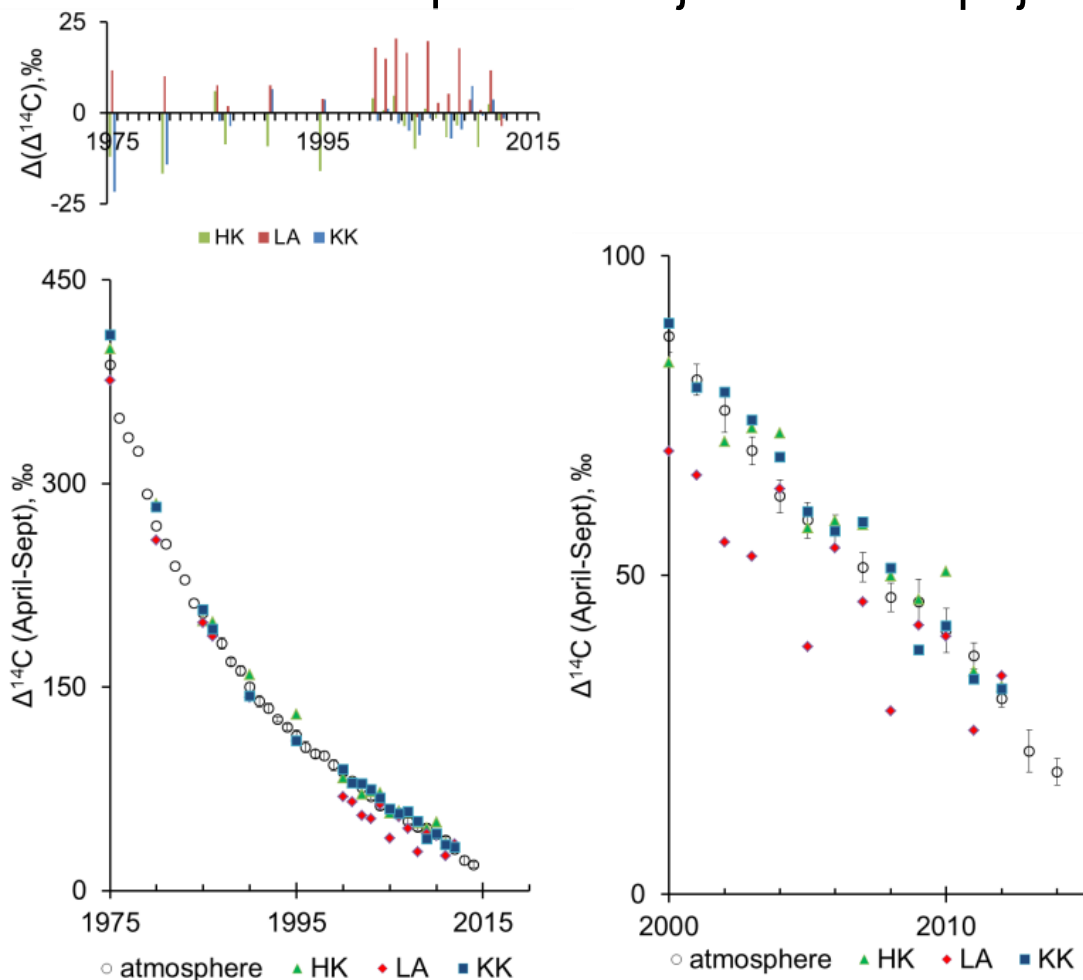 25
0
-25
Δ(Δ¹⁴C),‰
1975 1995 2015
HK LA KK
450
300
150
0
Δ¹⁴C (April-Sept), ‰
1975 1995 2015
atmosphere HK LA KK
100
50
0
Δ¹⁴C (April-Sept), ‰
2000 2010
atmosphere HK LA KK